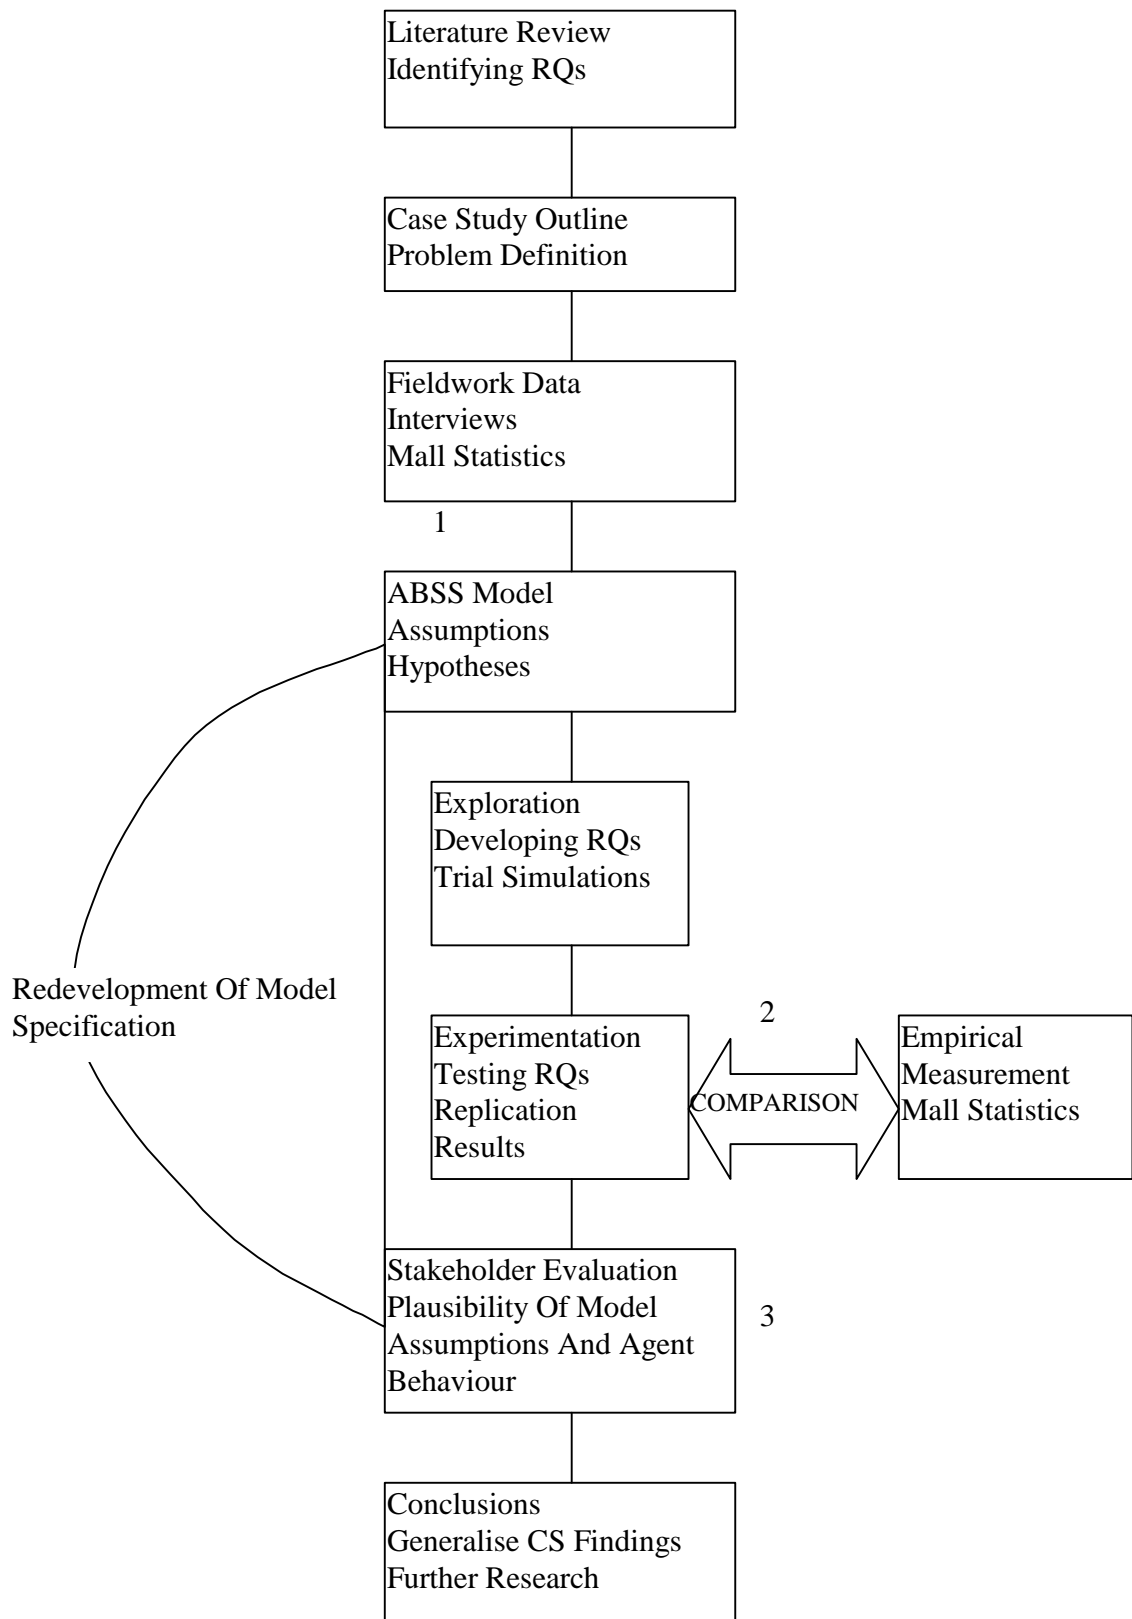 Literature Review
Identifying RQs
Case Study Outline
Problem Definition
Fieldwork Data
Interviews
Mall Statistics
1
ABSS Model
Assumptions
Hypotheses
Exploration
Developing RQs
Trial Simulations
Redevelopment Of Model
Specification
Experimentation
Testing RQs
Replication
Results
2
COMPARISON
Empirical
Measurement
Mall Statistics
Stakeholder Evaluation
Plausibility Of Model
Assumptions And Agent
Behaviour
3
Conclusions
Generalise CS Findings
Further Research